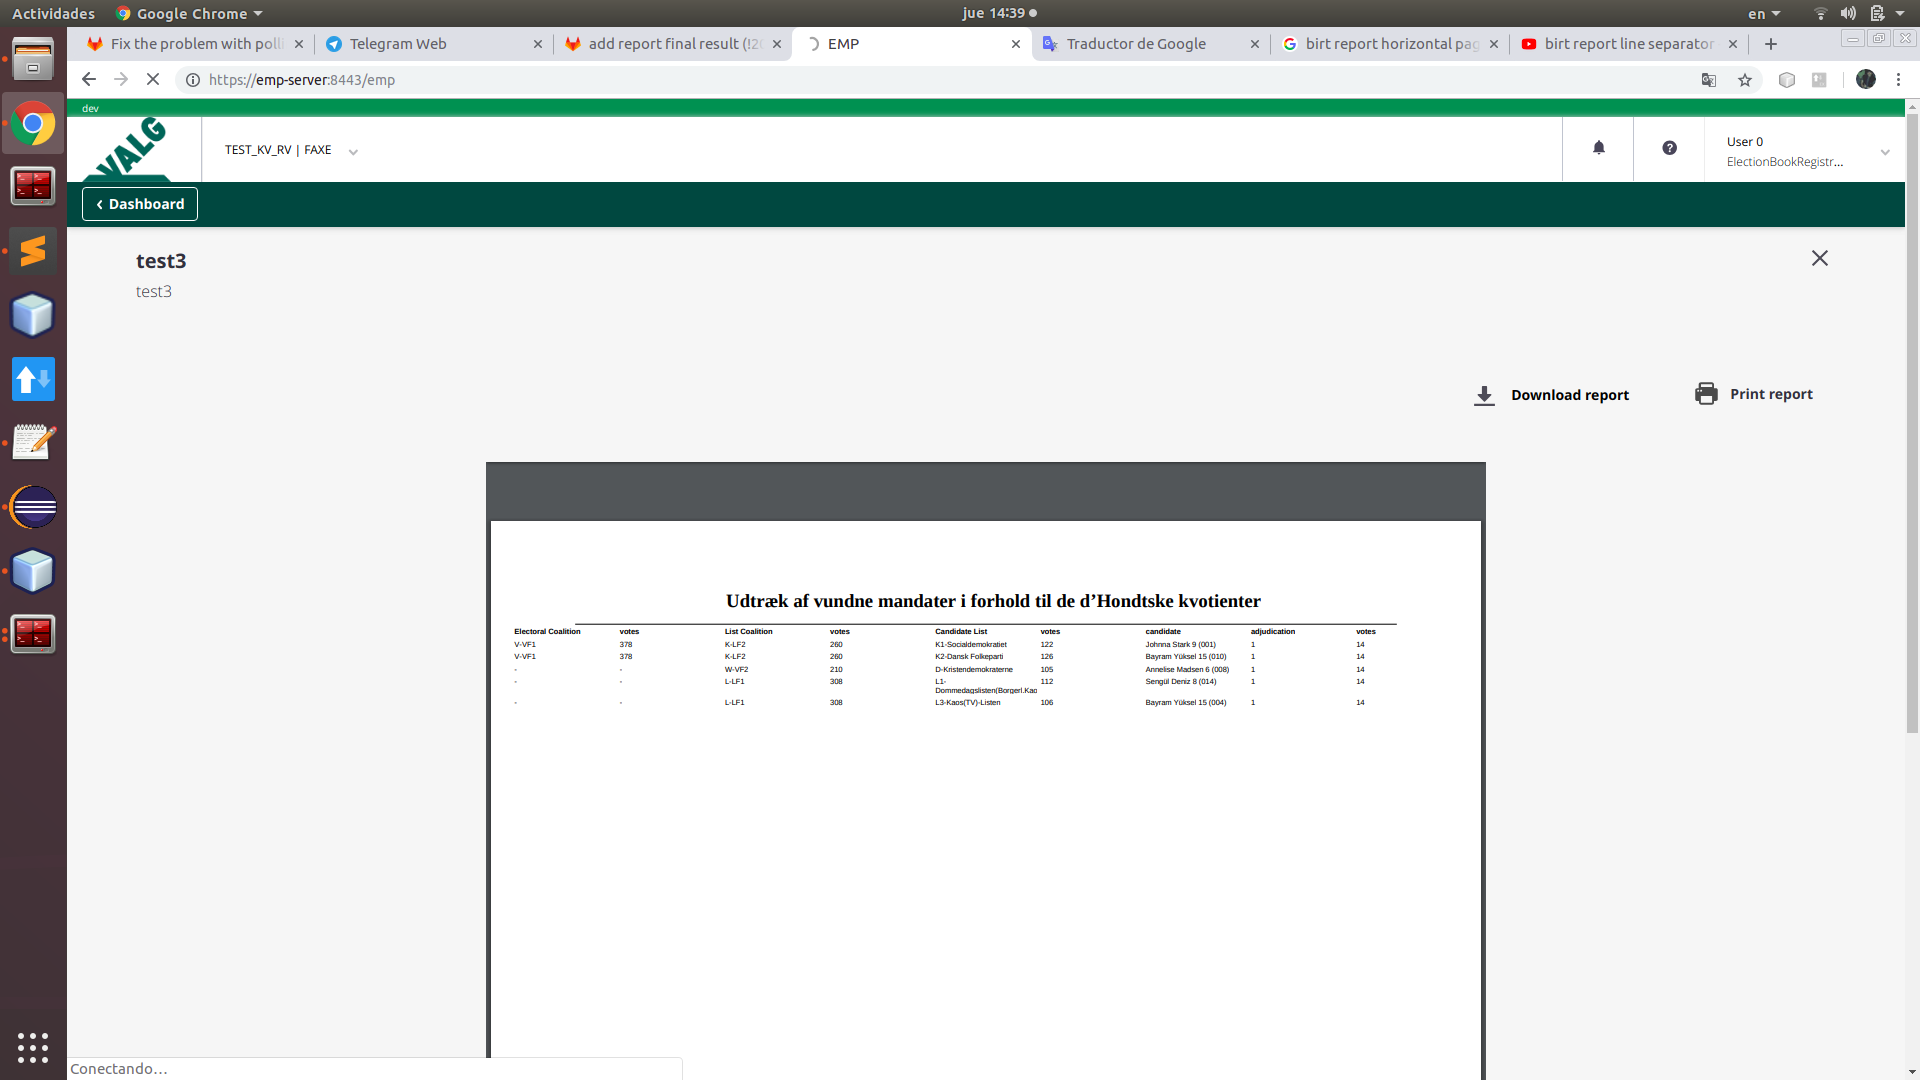 Actividades Google Chrome jue 14:39 en
Fix the problem with polli Telegram Web add report final result (!20 EMP Traductor de Google birt report horizontal pag birt report line separator
https://emp-server:8443/emp
dev
VALG TEST_KV_RV | FAXE User 0
ElectionBookRegistr...
Dashboard
test3
test3
Download report Print report
Udtræk af vundne mandater i forhold til de d’Hondtske kvotienter
Electoral Coalition votes List Coalition votes Candidate List votes candidate adjudication votes
V-VF1 378 K-LF2 260 K1-Socialdemokratiet 122 Johnna Stark 9 (001) 1 14
V-VF1 378 K-LF2 260 K2-Dansk Folkeparti 126 Bayram Yüksel 15 (010) 1 14
- - W-VF2 210 D-Kristendemokraterne 105 Annelise Madsen 6 (008) 1 14
- - L-LF1 308 L1- 112 Sengül Deniz 8 (014) 1 14
Dommedagslisten(Borgerl.Kao
- - L-LF1 308 L3-Kaos(TV)-Listen 106 Bayram Yüksel 15 (004) 1 14
Conectando...